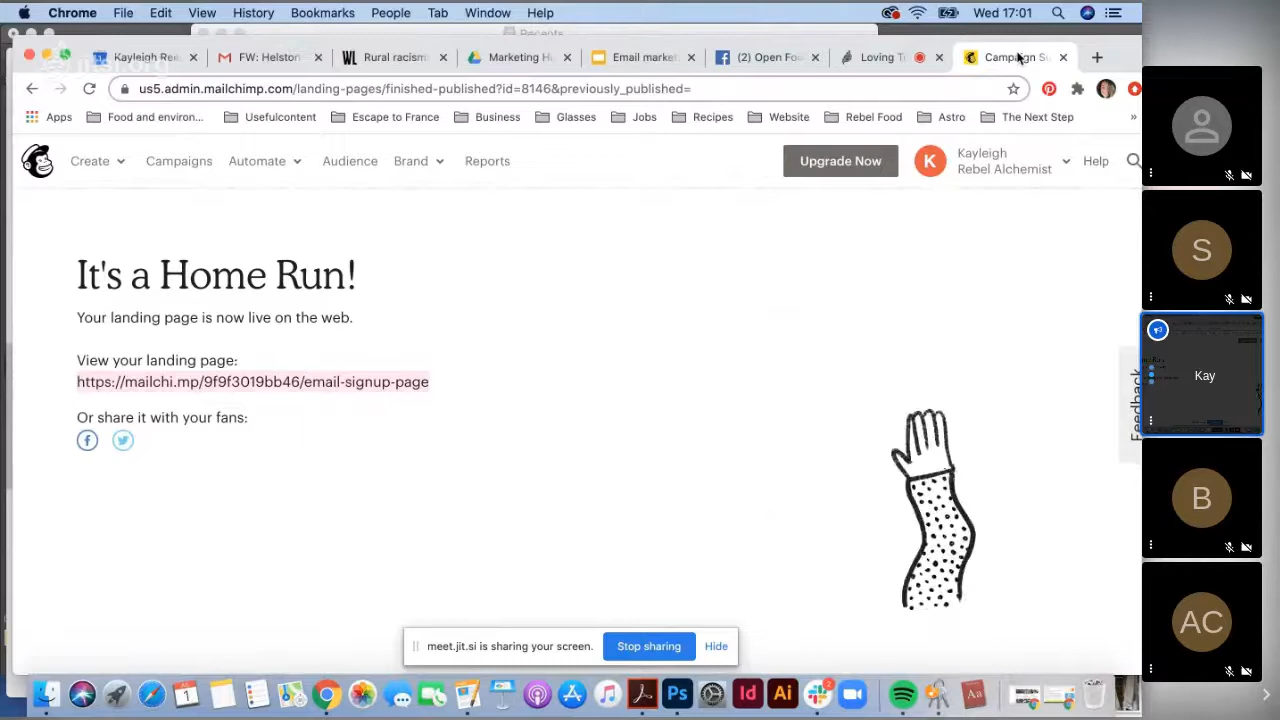 Chrome File Edit View History Bookmarks People Tab Window Help Wed 17:01
Recents
Kayleigh Ree FW: Helston Rural racism Marketing H Email market (2) Open Fo Loving T Campaign Su
us5.admin.mailchimp.com/landing-pages/finished-published?id=8146&previously_published=
Apps Food and environ... Usefulcontent Escape to France Business Glasses Jobs Recipes Website Rebel Food Astro The Next Step »
Create Campaigns Automate Audience Brand Reports Upgrade Now K Kayleigh Help
Rebel Alchemist
It's a Home Run!
Your landing page is now live on the web.
View your landing page:
https://mailchi.mp/9f9f3019bb46/email-signup-page
Or share it with your fans:
Feedback
meet.jit.si is sharing your screen. Stop sharing Hide
S
Kay
B
AC